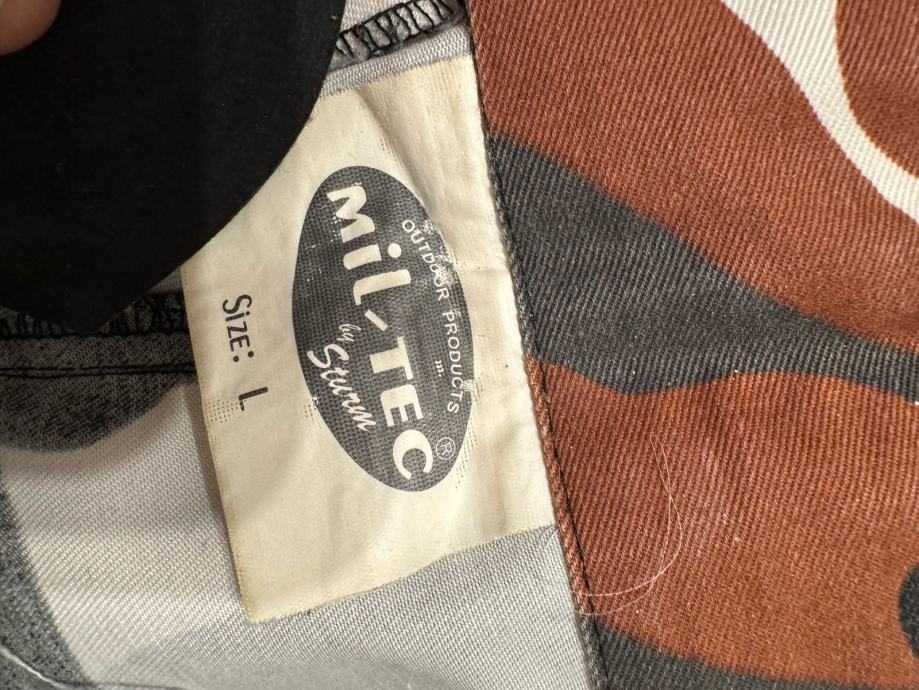 OUTDOOR PRODUCTS
MiL-TEC
®
by Sturm
SIZE: L